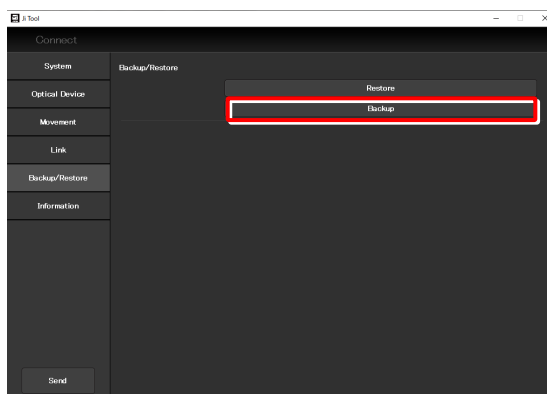 Ji Tool
Connect
System
Optical Device
Movement
Link
Backup/Restore
Information
Send
Backup/Restore
Restore
Backup